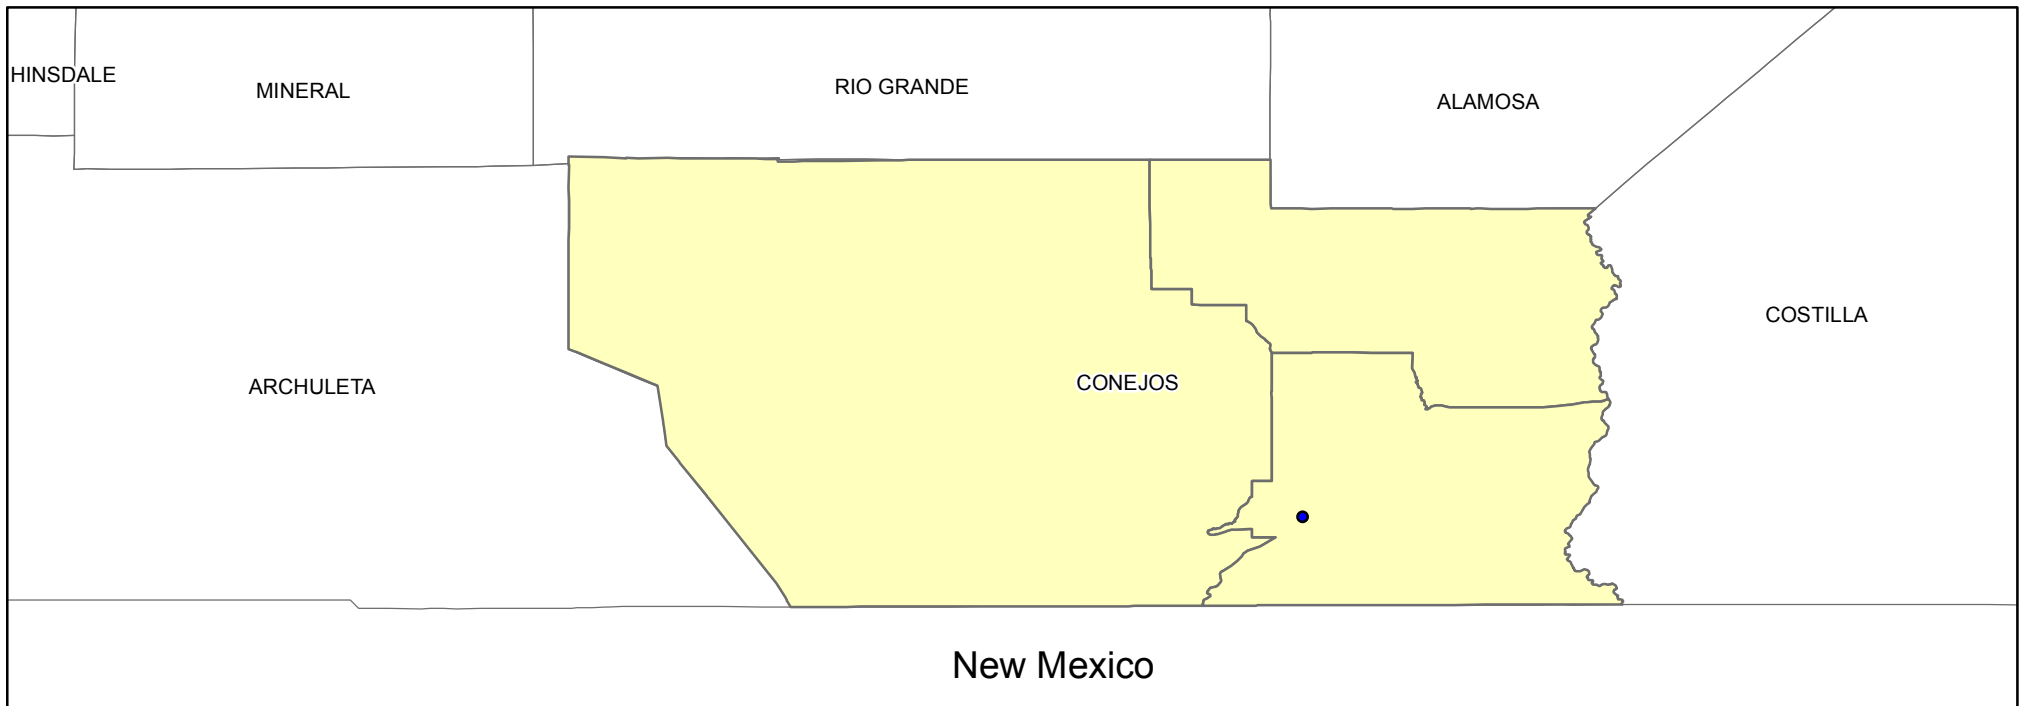 HINSDALE
MINERAL
RIO GRANDE
ALAMOSA
COSTILLA
ARCHULETA
CONEJOS
New Mexico